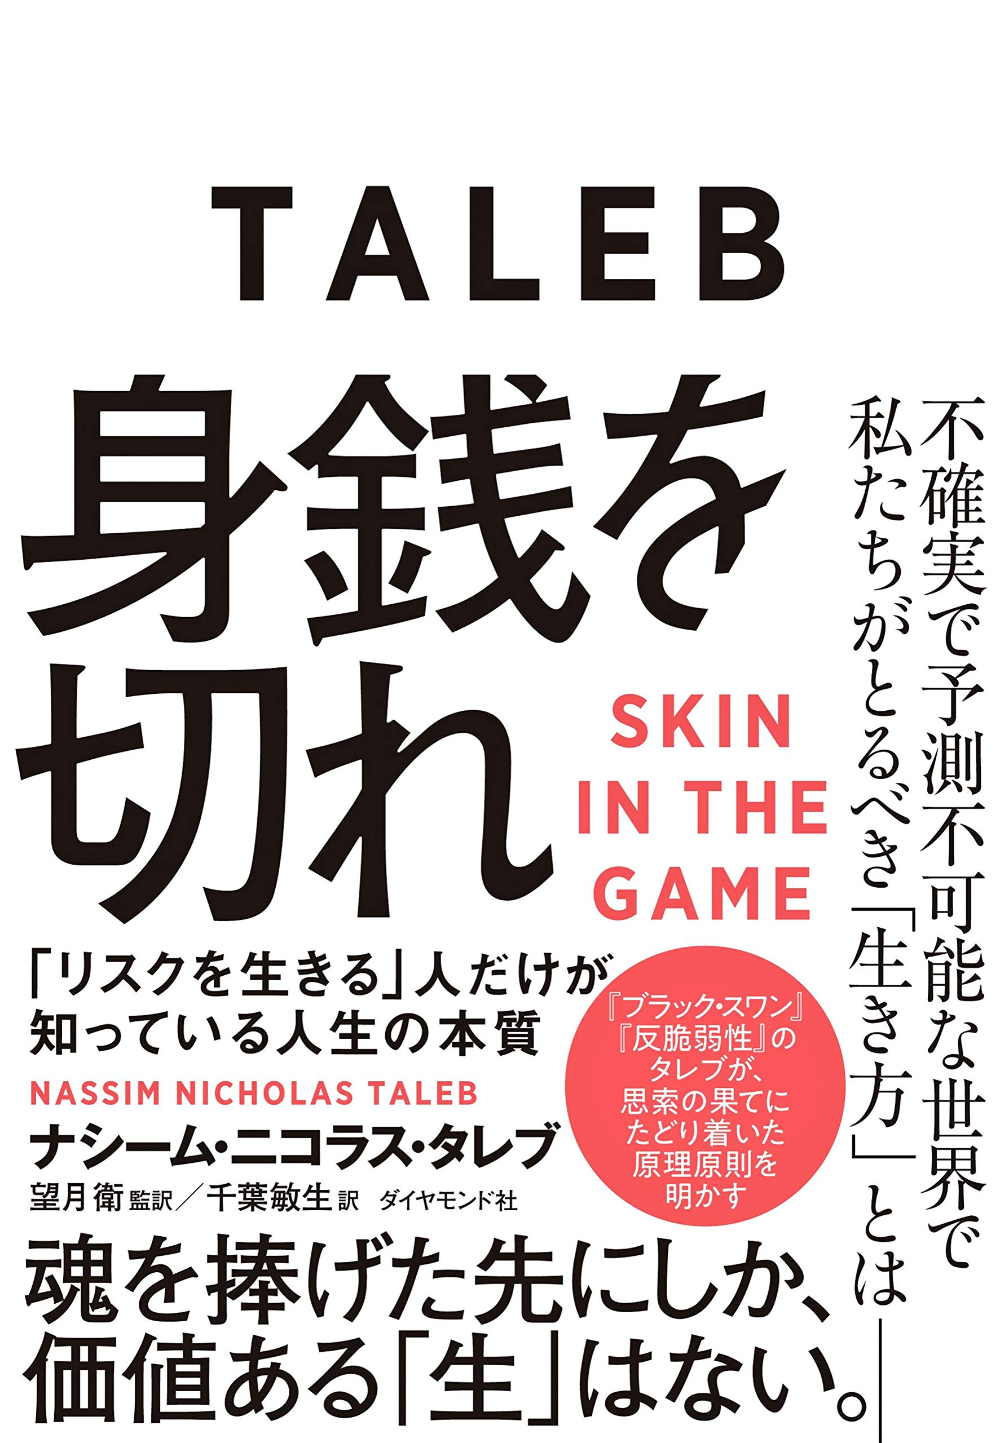 TALEB
身銭を
切れ
SKIN
IN THE
GAME
不確実で予測不可能な世界で
私たちがとるべき「生き方」とは──
「リスクを生きる」人だけが
知っている人生の本質
NASSIM NICHOLAS TALEB
ナシーム・ニコラス・タレブ
望月 衛 監訳／千葉敏生 訳 ダイヤモンド社
『ブラック・スワン』
『反脆弱性』の
タレブが、
思索の果てに
たどり着いた
原理原則を
明かす
魂を捧げた先にしか、
価値ある「生」はない。